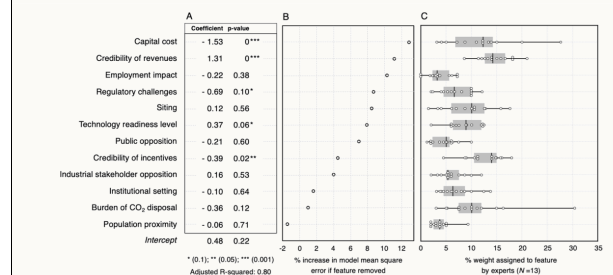 A B C
Coefficient p-value
Capital cost - 1.53 0***
Credibility of revenues 1.31 0***
Employment impact - 0.22 0.38
Regulatory challenges - 0.69 0.10*
Siting 0.12 0.56
Technology readiness level 0.37 0.06*
Public opposition - 0.21 0.60
Credibility of incentives - 0.39 0.02**
Industrial stakeholder opposition 0.16 0.53
Institutional setting - 0.10 0.64
Burden of CO2 disposal - 0.36 0.12
Population proximity - 0.06 0.71
Intercept 0.48 0.22
-2 0 2 4 6 8 10 12 0 5 10 15 20 25 30 35
* (0.1); ** (0.05); *** (0.001) % increase in model mean square % weight assigned to feature
Adjusted R-squared: 0.80 error if feature removed by experts (N=13)